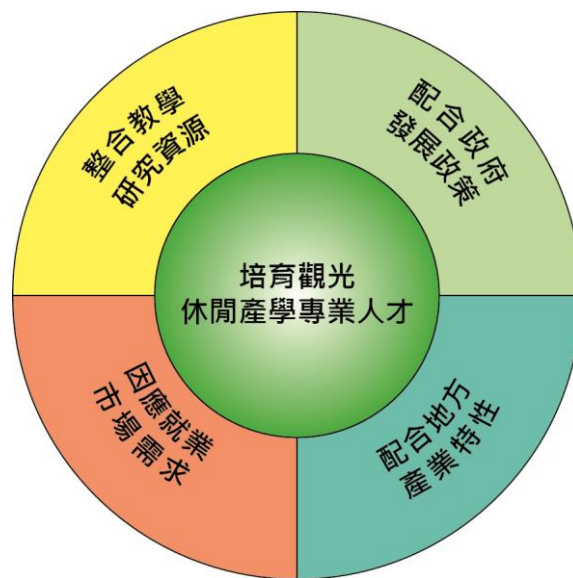 整合教學
研究資源
配合政府
發展政策
培育觀光
休閒產學專業人才
因應就業
市場需求
配合地方
產業特性